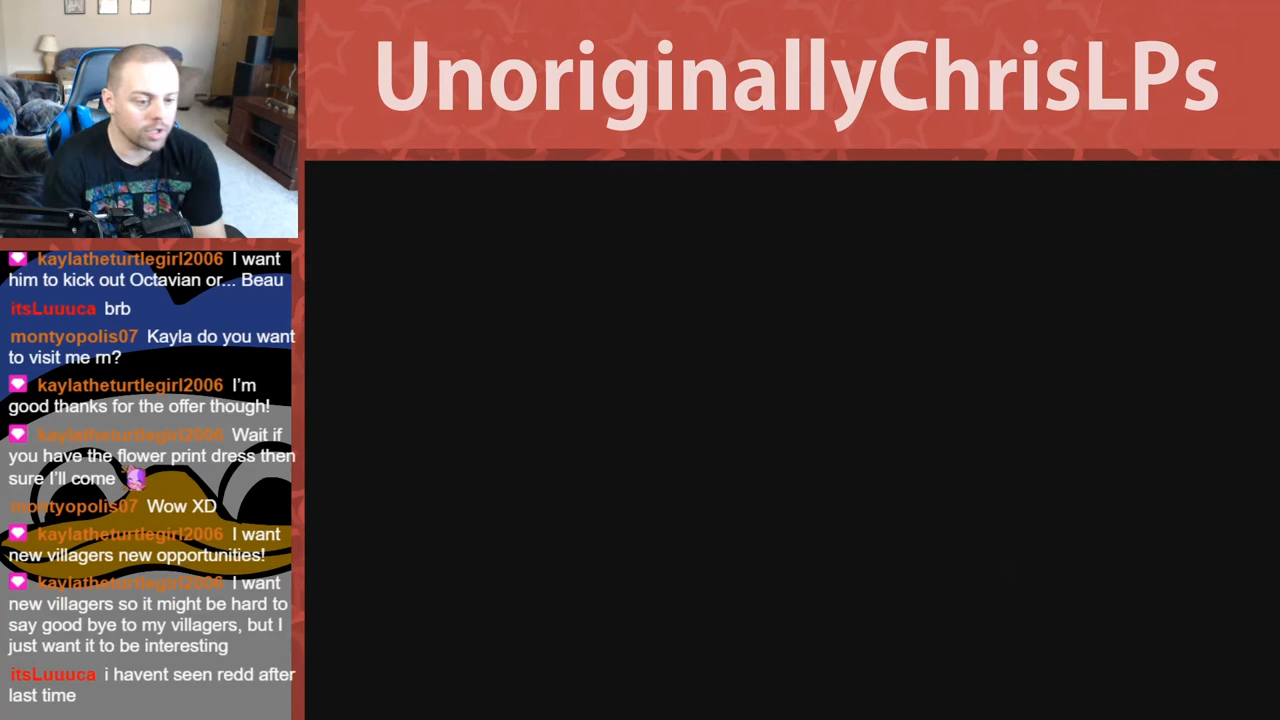 UnoriginallyChrisLPs
kaylatheturtlegirl2006 I want
him to kick out Octavian or... Beau
itsLuuuca brb
montyopolis07 Kayla do you want
to visit me rn?
kaylatheturtlegirl2006 I’m
good thanks for the offer though!
kaylatheturtlegirl2006 Wait if
you have the flower print dress then
sure I’ll come
montyopolis07 Wow XD
kaylatheturtlegirl2006 I want
new villagers new opportunities!
kaylatheturtlegirl2006 I want
new villagers so it might be hard to
say good bye to my villagers, but I
just want it to be interesting
itsLuuuca i havent seen redd after
last time